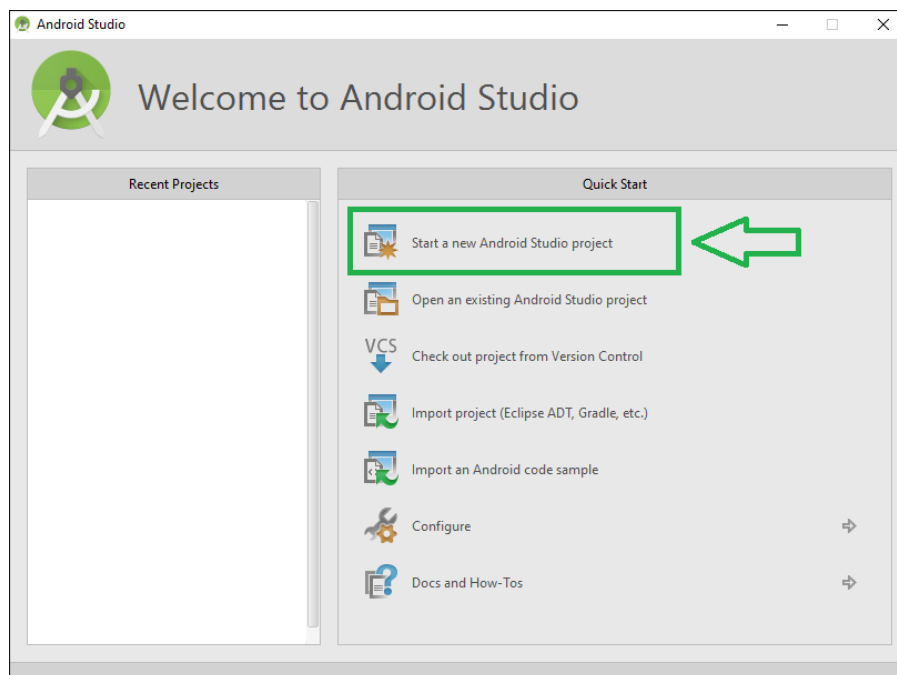 Android Studio
Welcome to Android Studio
Recent Projects
Quick Start
Start a new Android Studio project
Open an existing Android Studio project
VCS
Check out project from Version Control
Import project (Eclipse ADT, Gradle, etc.)
Import an Android code sample
Configure
Docs and How-Tos